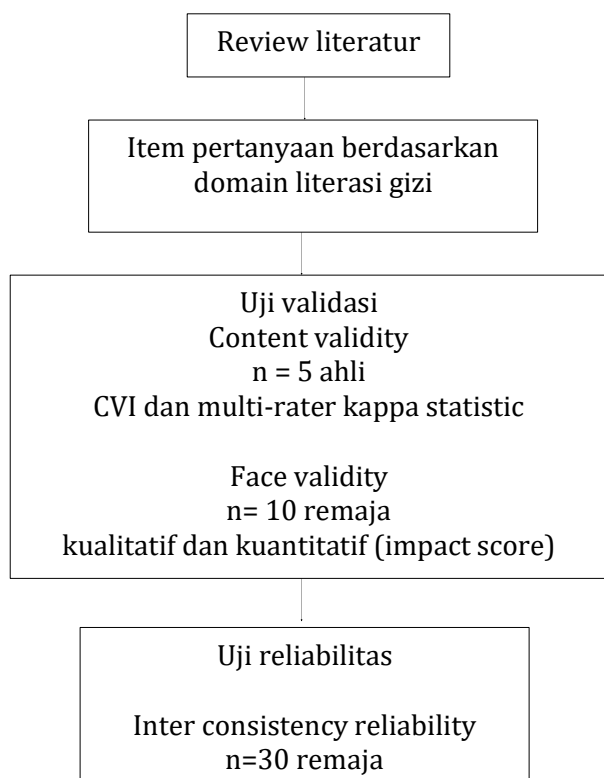 Review literatur
Item pertanyaan berdasarkan
domain literasi gizi
Uji validasi
Content validity
n = 5 ahli
CVI dan multi-rater kappa statistic
Face validity
n= 10 remaja
kualitatif dan kuantitatif (impact score)
Uji reliabilitas
Inter consistency reliability
n=30 remaja